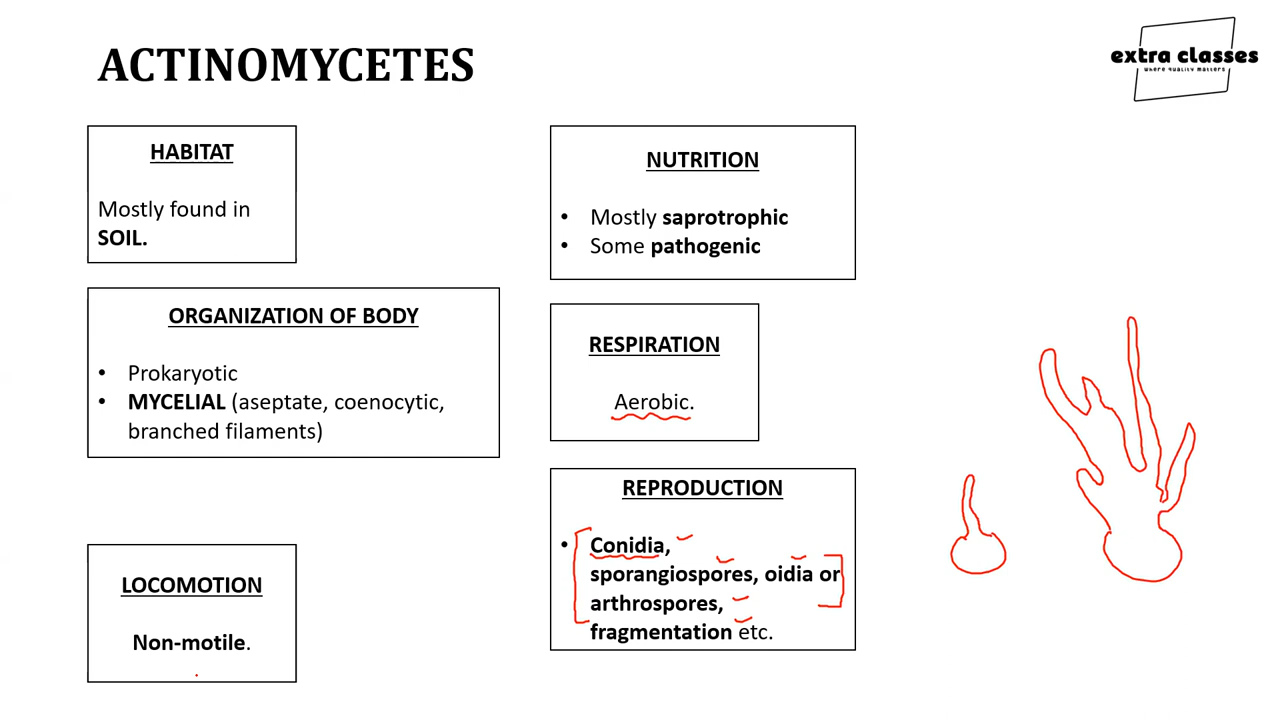 ACTINOMYCETES
extra classes
where quality matters
HABITAT
Mostly found in
SOIL.
ORGANIZATION OF BODY
• Prokaryotic
• MYCELIAL (aseptate, coenocytic,
branched filaments)
LOCOMOTION
Non-motile.
NUTRITION
• Mostly saprotrophic
• Some pathogenic
RESPIRATION
Aerobic.
REPRODUCTION
• Conidia,
sporangiospores, oidia or
arthrospores,
fragmentation etc.